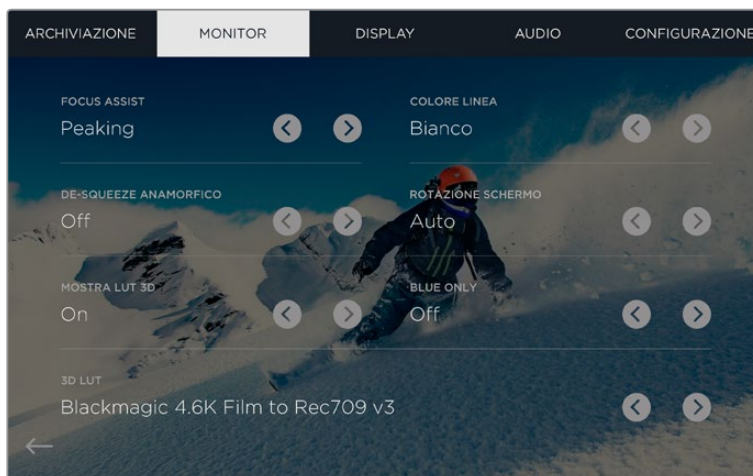 ARCHIVIAZIONE MONITOR DISPLAY AUDIO CONFIGURAZIONE
FOCUS ASSIST COLORE LINEA
Peaking Bianco
DE-SQUEEZE ANAMORFICO ROTAZIONE SCHERMO
Off Auto
MOSTRA LUT 3D BLUE ONLY
On Off
3D LUT
Blackmagic 4.6K Film to Rec709 v3